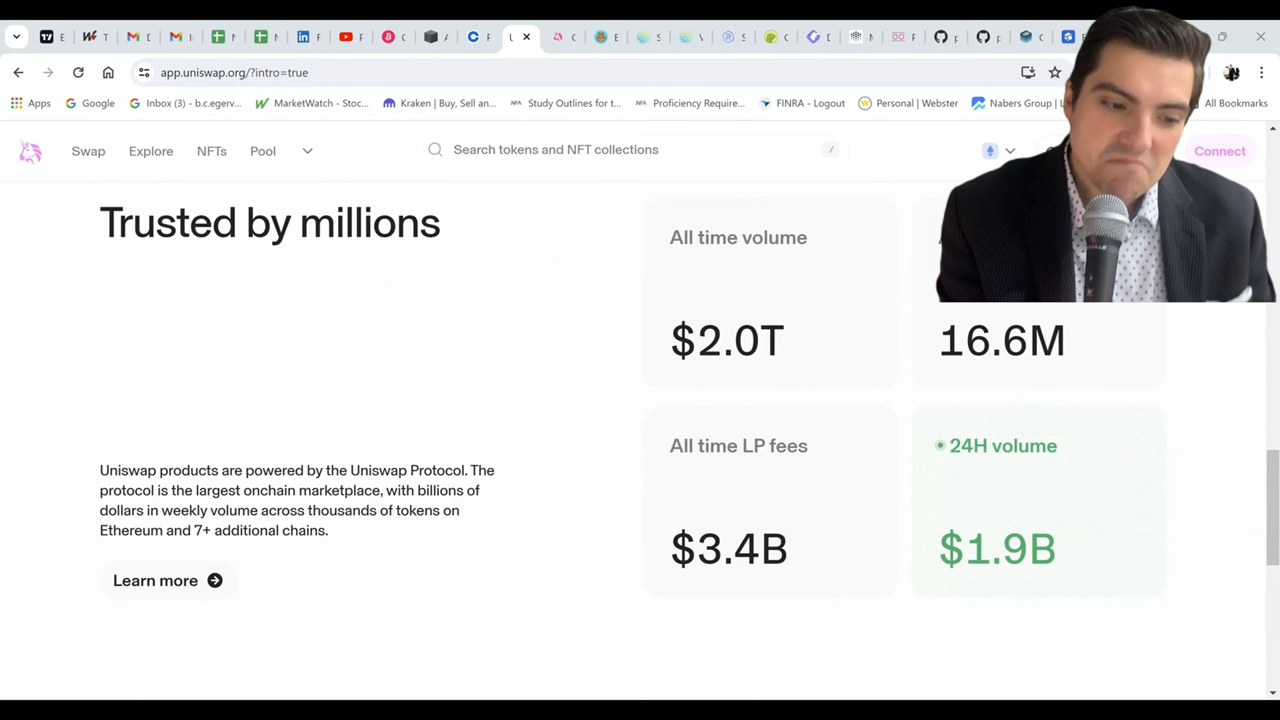 app.uniswap.org/?intro=true
Apps Google Inbox (3) - b.c.egerv... MarketWatch - Stoc... Kraken | Buy, Sell an... Study Outlines for t... Proficiency Require... FINRA - Logout Personal | Webster Nabers Group | All Bookmarks
Swap Explore NFTs Pool Search tokens and NFT collections / Connect
Trusted by millions
All time volume
$2.0T
16.6M
All time LP fees
24H volume
$3.4B
$1.9B
Uniswap products are powered by the Uniswap Protocol. The
protocol is the largest onchain marketplace, with billions of
dollars in weekly volume across thousands of tokens on
Ethereum and 7+ additional chains.
Learn more